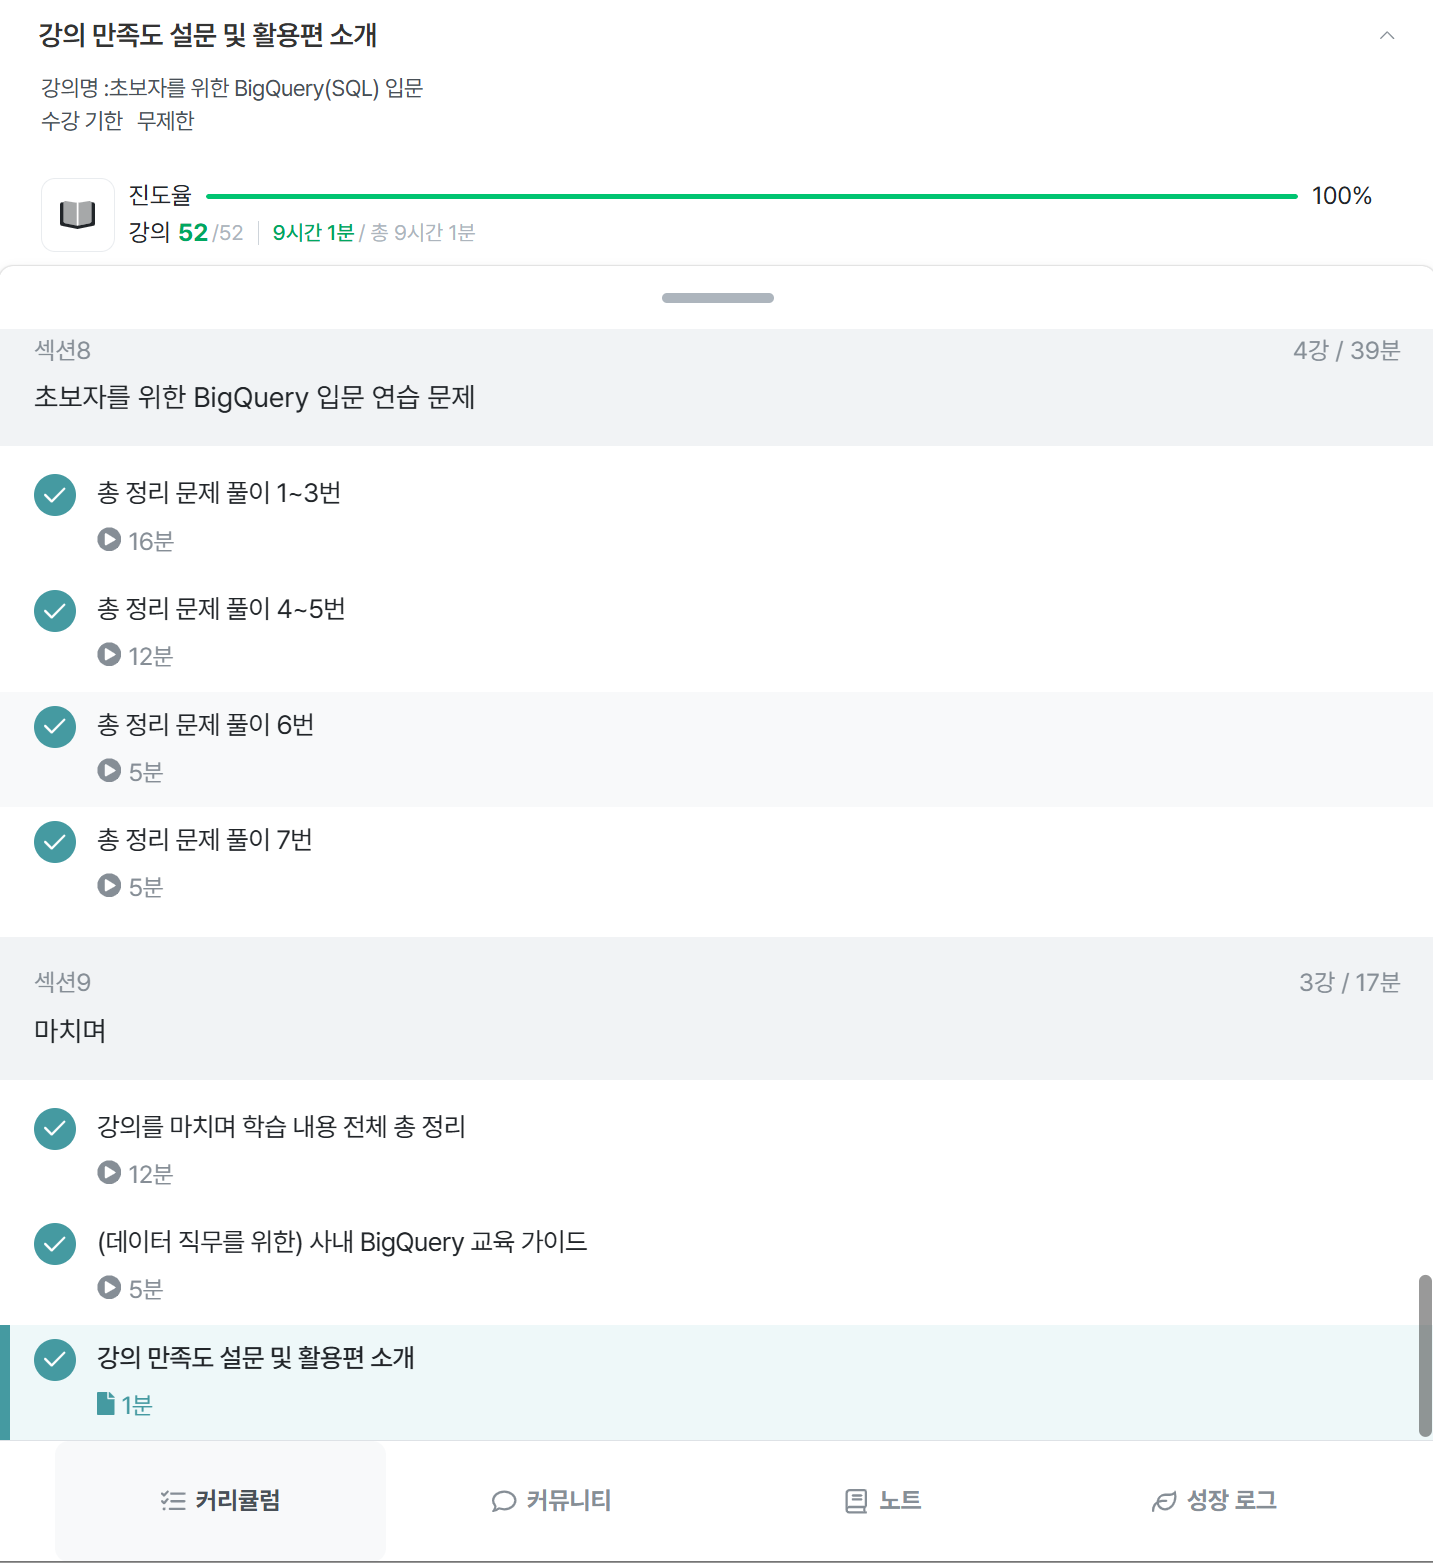 강의 만족도 설문 및 활용편 소개
강의명 :초보자를 위한 BigQuery(SQL) 입문
수강 기한 무제한
진도율 100%
강의 52/52 9시간 1분 / 총 9시간 1분
섹션8 4강 / 39분
초보자를 위한 BigQuery 입문 연습 문제
총 정리 문제 풀이 1~3번
16분
총 정리 문제 풀이 4~5번
12분
총 정리 문제 풀이 6번
5분
총 정리 문제 풀이 7번
5분
섹션9 3강 / 17분
마치며
강의를 마치며 학습 내용 전체 총 정리
12분
(데이터 직무를 위한) 사내 BigQuery 교육 가이드
5분
강의 만족도 설문 및 활용편 소개
1분
커리큘럼 커뮤니티 노트 성장 로그